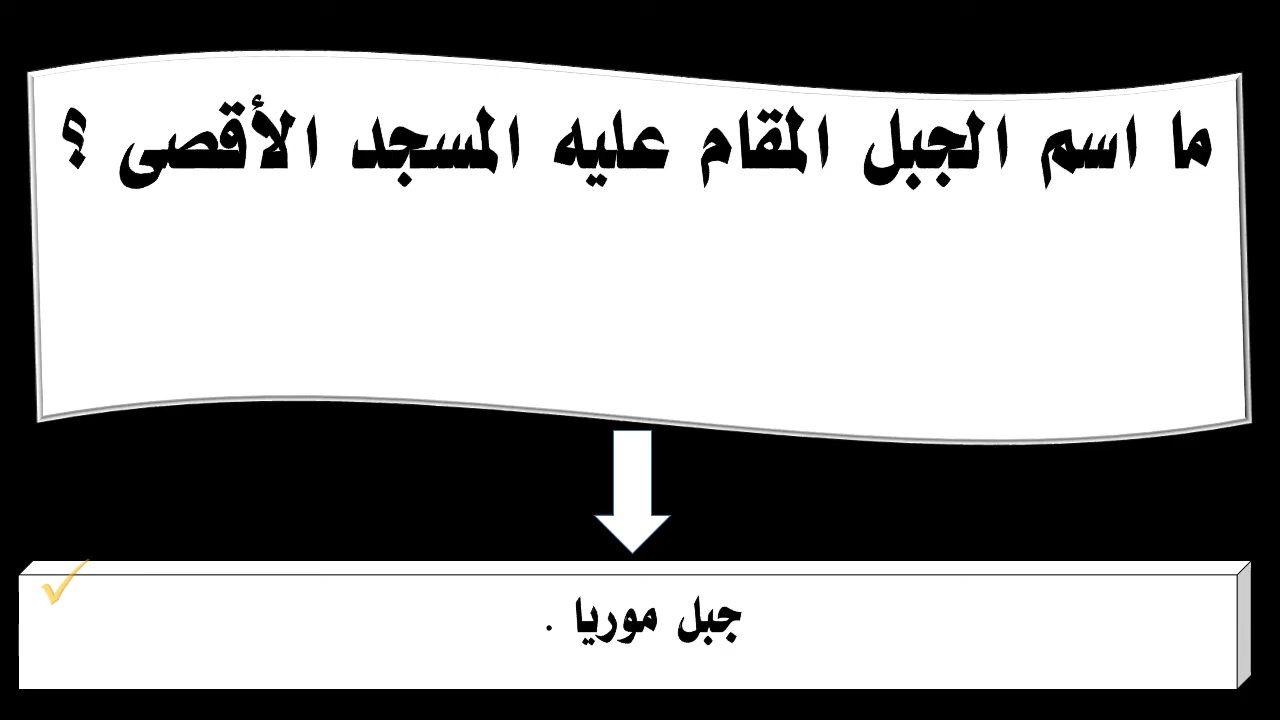 ما اسم الجبل المقام عليه المسجد الأقصى ؟
جبل موريا .